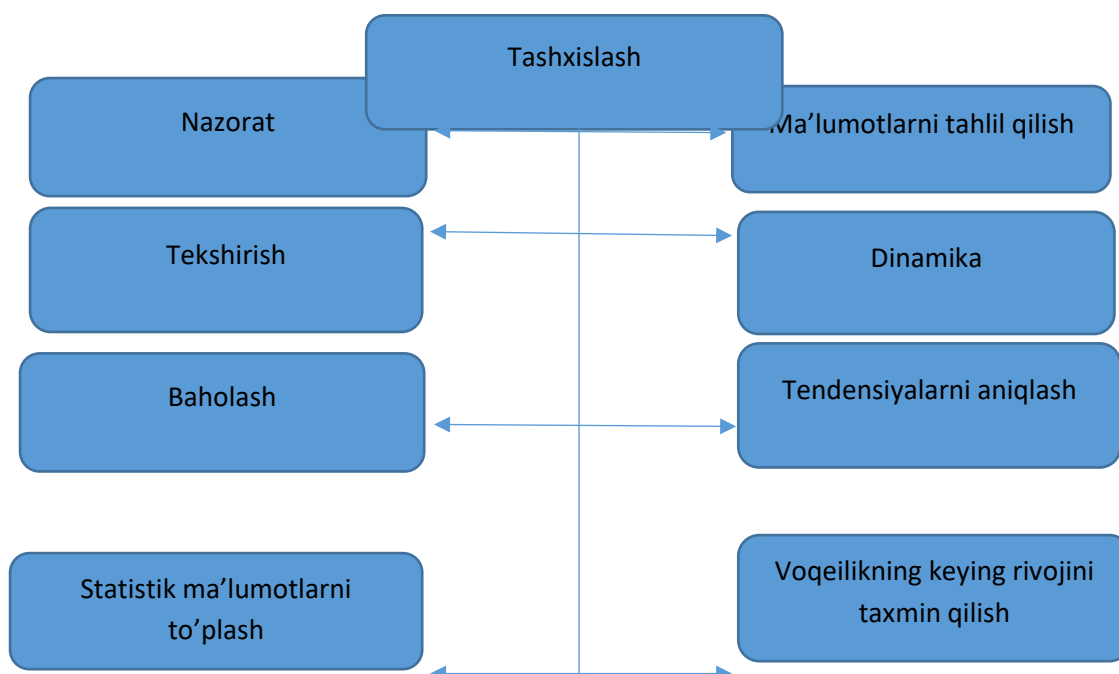 Tashxislash
Nazorat
Ma’lumotlarni tahlil qilish
Tekshirish
Dinamika
Baholash
Tendensiyalarni aniqlash
Statistik ma’lumotlarni
to’plash
Voqeilikning keying rivojini
taxmin qilish